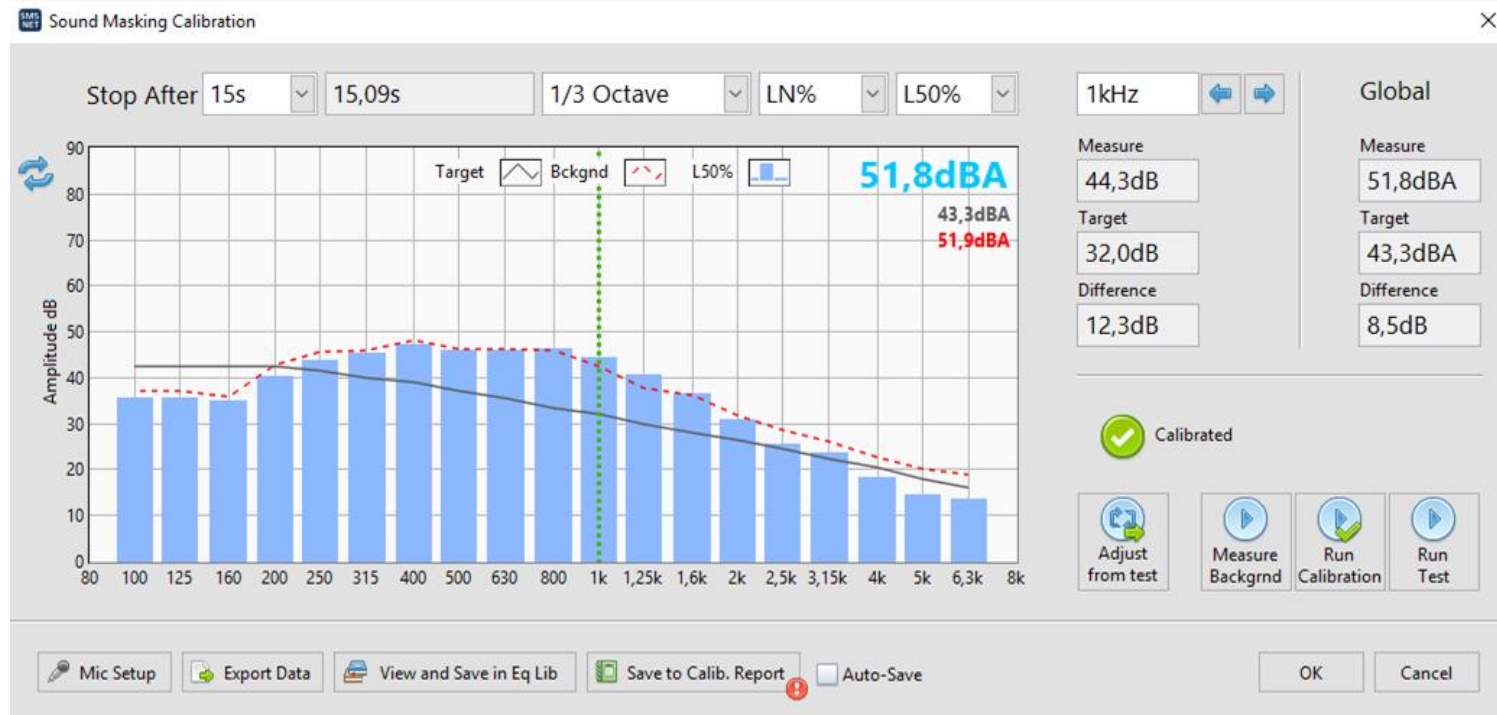 SMS NET Sound Masking Calibration
Stop After 15s 15,09s 1/3 Octave LN% L50% 1kHz Global
Target Bckgnd L50% 51,8dBA
43,3dBA
51,9dBA
Amplitude dB
90
80
70
60
50
40
30
20
10
0
80 100 125 160 200 250 315 400 500 630 800 1k 1,25k 1,6k 2k 2,5k 3,15k 4k 5k 6,3k 8k
Measure Measure
44,3dB 51,8dBA
Target Target
32,0dB 43,3dBA
Difference Difference
12,3dB 8,5dB
Calibrated
Adjust from test
Measure Backgrnd
Run Calibration
Run Test
Mic Setup Export Data View and Save in Eq Lib Save to Calib. Report Auto-Save OK Cancel